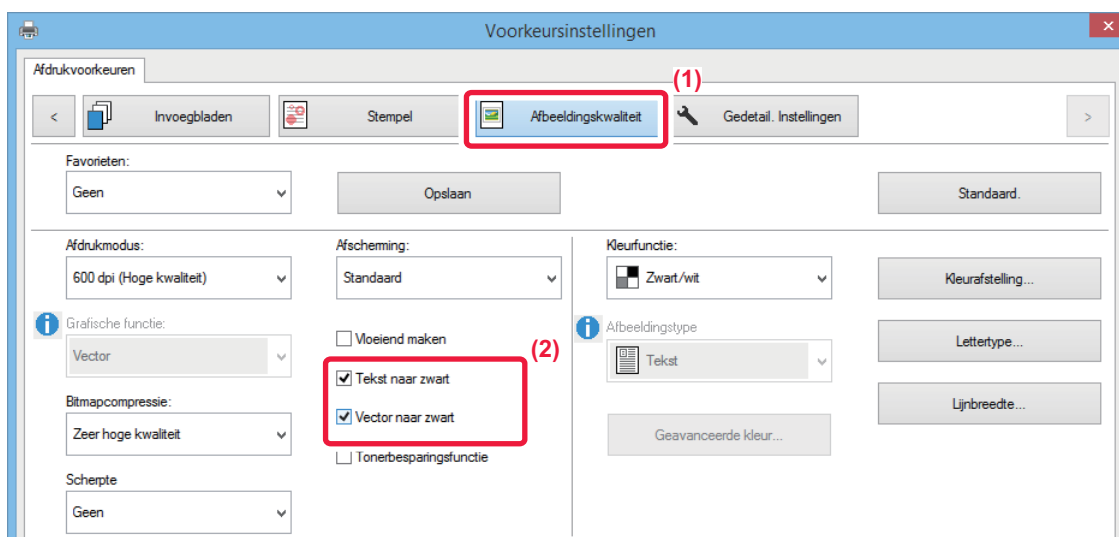 Voorkeursinstellingen
Afdrukvoorkeuren
(1)
< Invoegbladen Stempel Afbeeldingskwaliteit Gedetail. Instellingen >
Favorieten:
Geen Opslaan Standaard.
Afdrukmodus: Afscherming: Kleurfunctie:
600 dpi (Hoge kwaliteit) Standaard Zwart/wit Kleurafstelling...
Grafische functie: Afbeeldingstype
Vloeiend maken Lettertype...
Vector (2) Tekst
Tekst naar zwart
Bitmapcompressie: Lijnbreedte...
Vector naar zwart
Zeer hoge kwaliteit Geavanceerde kleur...
Tonerbesparingsfunctie
Scherpte
Geen